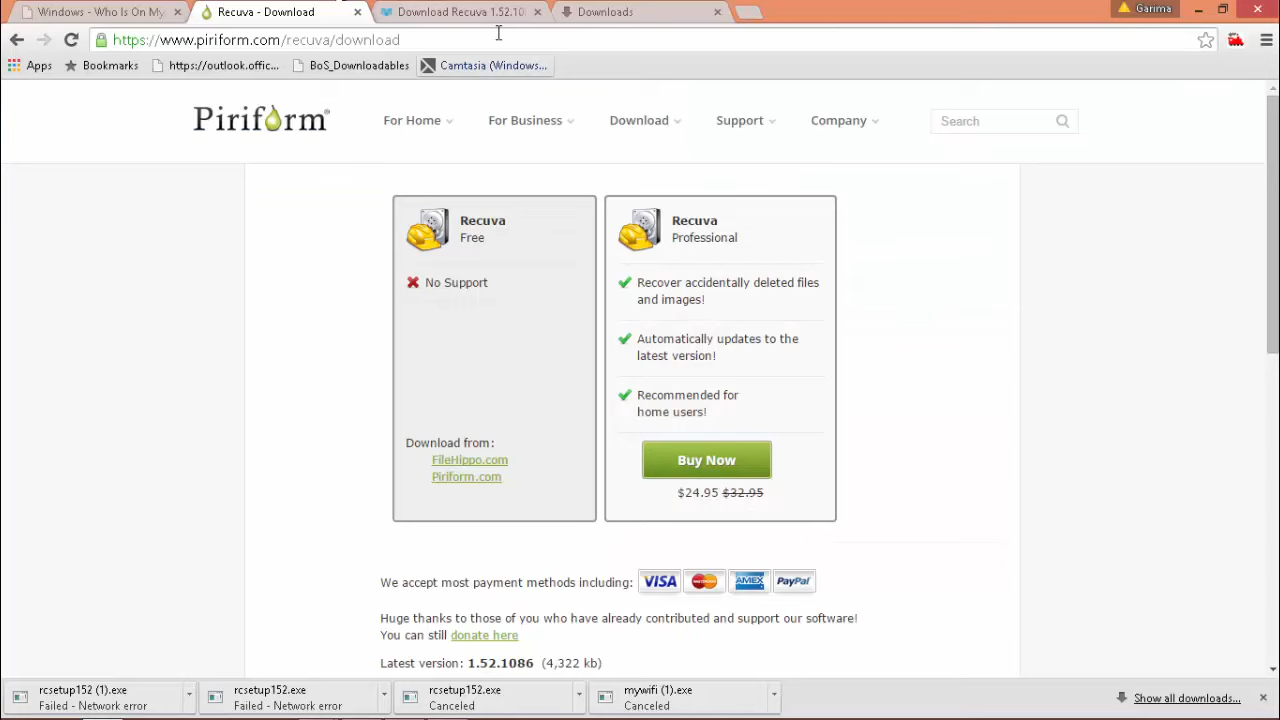 Windows - Who Is On My
Recuva - Download
Download Recuva 1.52.10
Downloads
Garima
https://www.piriform.com/recuva/download
Apps
Bookmarks
https://outlook.offic...
BoS_Downloadables
Camtasia (Windows...
Piriform®
For Home
For Business
Download
Support
Company
Search
Recuva
Free
No Support
Download from:
FileHippo.com
Piriform.com
Recuva
Professional
Recover accidentally deleted files
and images!
Automatically updates to the
latest version!
Recommended for
home users!
Buy Now
$24.95 $32.95
We accept most payment methods including: VISA MasterCard AMEX PayPal
Huge thanks to those of you who have already contributed and support our software!
You can still donate here
Latest version: 1.52.1086 (4,322 kb)
rcsetup152 (1).exe
Failed - Network error
rcsetup152.exe
Failed - Network error
rcsetup152.exe
Canceled
mywifi (1).exe
Canceled
Show all downloads...